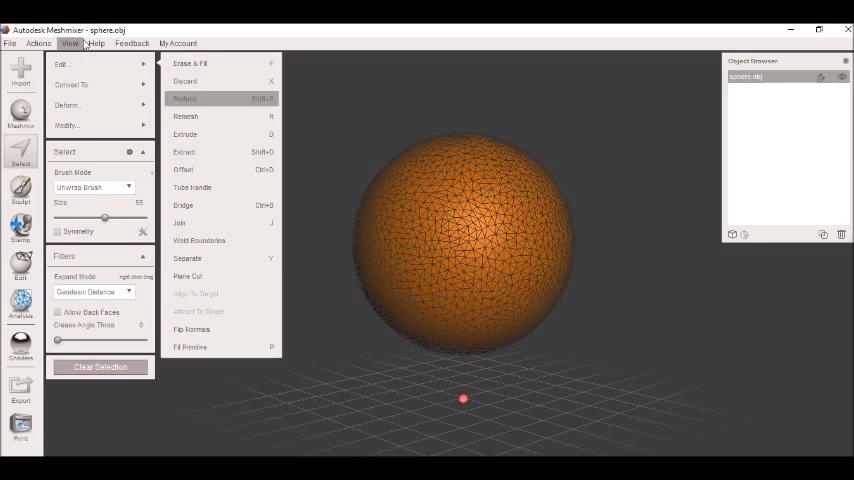 Autodesk Meshmixer - sphere.obj
File Actions View Help Feedback My Account
Import
Meshmix
Select
Sculpt
Stamp
Edit
Analysis
Shaders
Export
Print
Edit...
Convert To...
Deform...
Modify...
Select
Brush Mode
Unwrap Brush
Size 55
Symmetry
Filters
Expand Mode right-click-drag
Geodesic Distance
Allow Back Faces
Crease Angle Thres 0
Clear Selection
Erase & Fill F
Discard X
Reduce Shift+R
Remesh R
Extrude D
Extract Shift+D
Offset Ctrl+D
Tube Handle
Bridge Ctrl+B
Join J
Weld Boundaries
Separate Y
Plane Cut
Align To Target
Attract To Target
Flip Normals
Fit Primitive P
Object Browser
sphere.obj